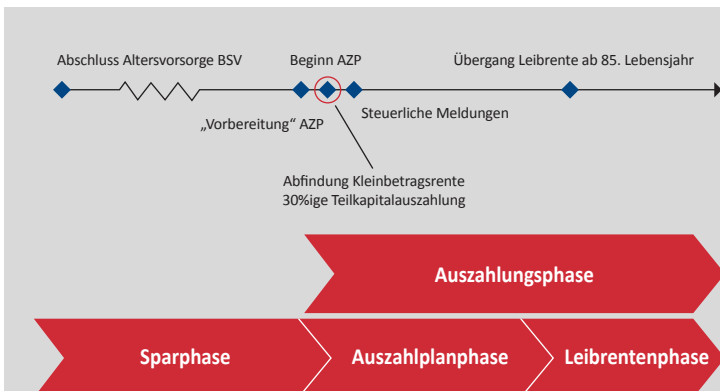 Abschluss Altersvorsorge BSV
Beginn AZP
Übergang Leibrente ab 85. Lebensjahr
„Vorbereitung“ AZP
Steuerliche Meldungen
Abfindung Kleinbetragsrente
30%ige Teilkapitalauszahlung
Auszahlungsphase
Sparphase
Auszahlplanphase
Leibrentenphase